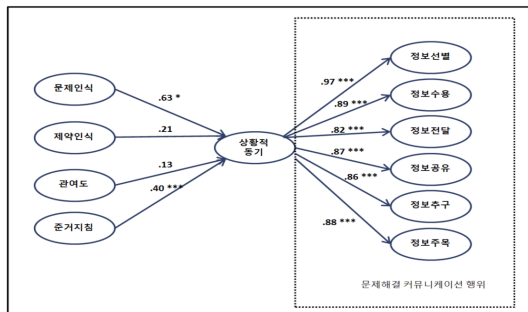 문제인식
제약인식
관여도
준거지침
.63 *
.21
.13
.40 ***
상황적
동기
.97 ***
.89 ***
.82 ***
.87 ***
.86 ***
.88 ***
정보선별
정보수용
정보전달
정보공유
정보추구
정보주목
문제해결 커뮤니케이션 행위